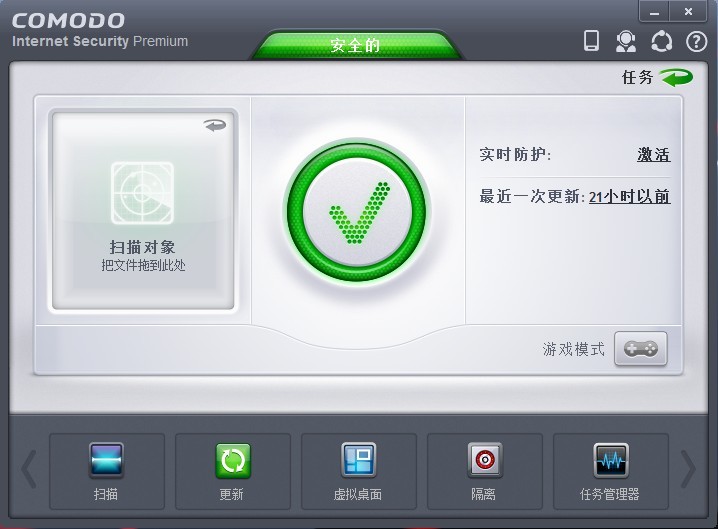 COMODO
Internet Security Premium
安全的
任务
扫描对象
把文件拖到此处
实时防护: 激活
最近一次更新: 21小时以前
游戏模式
扫描
更新
虚拟桌面
隔离
任务管理器